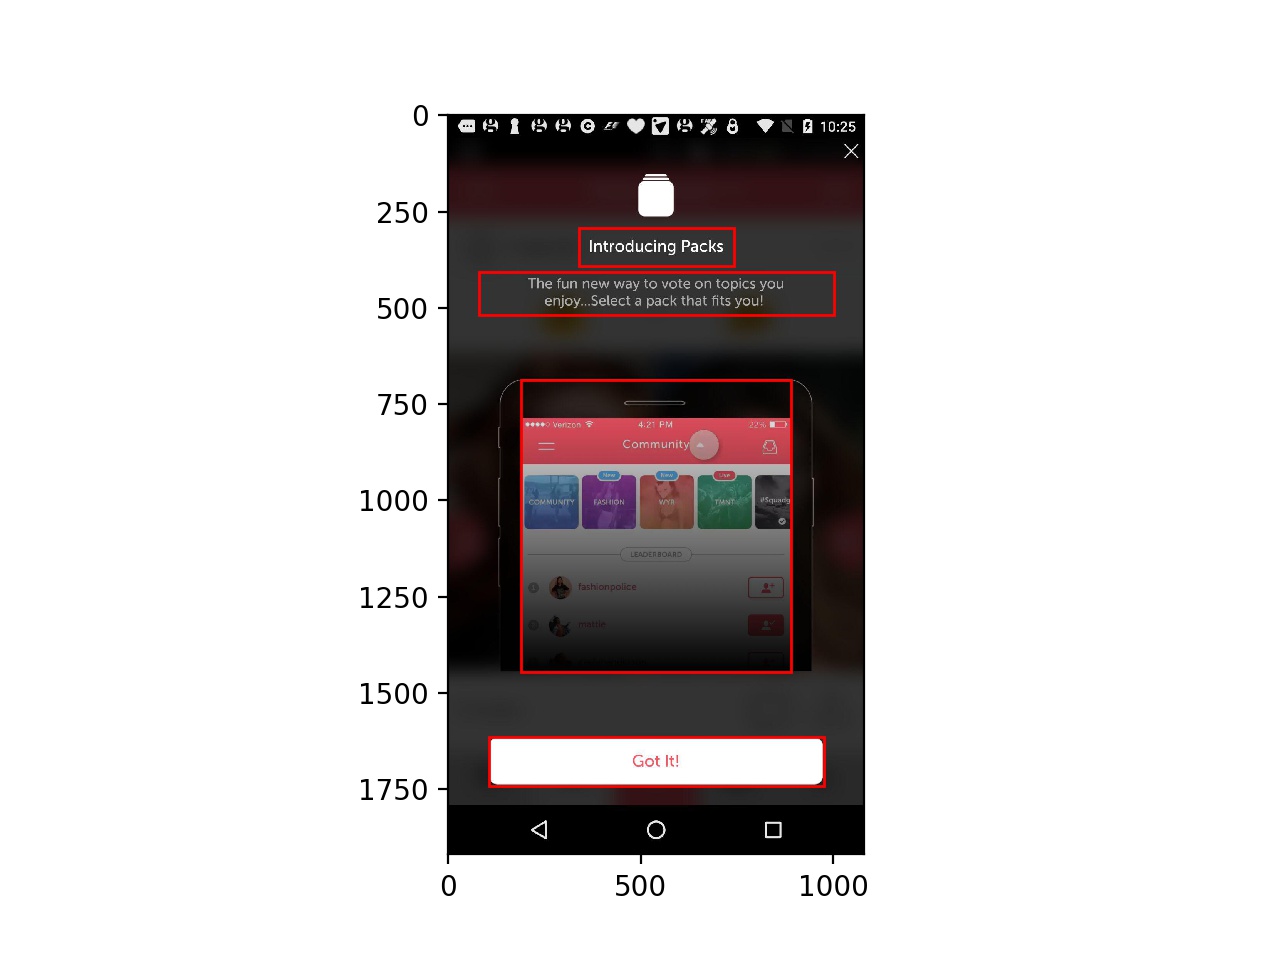 0
10:25
250
Introducing Packs
The fun new way to vote on topics you
enjoy...Select a pack that fits you!
500
750
Verizon 4:21 PM 22%
Community
New New Live
1000
COMMUNITY FASHION WYR TMNT #Squadg
LEADERBOARD
1250
fashionpolice
mattie
1500
Got It!
1750
0 500 1000